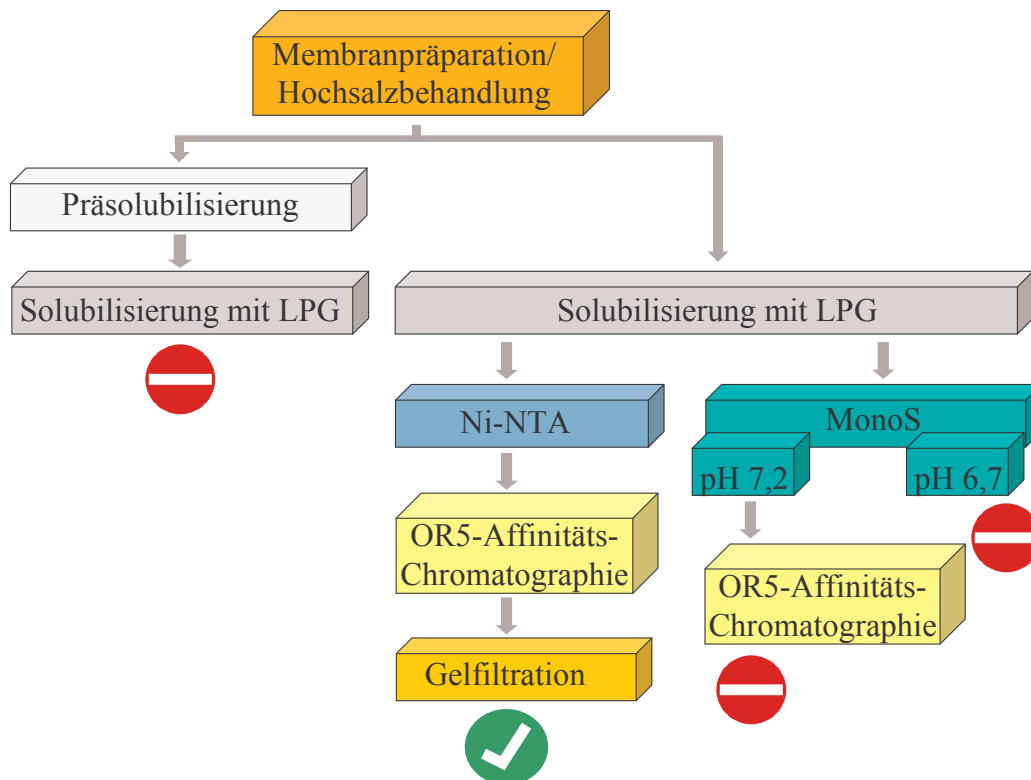 Membranpräparation/
Hochsalzbehandlung
Präsolubilisierung
Solubilisierung mit LPG
Solubilisierung mit LPG
Ni-NTA
MonoS
pH 7,2
pH 6,7
OR5-Affinitäts-
Chromatographie
OR5-Affinitäts-
Chromatographie
Gelfiltration